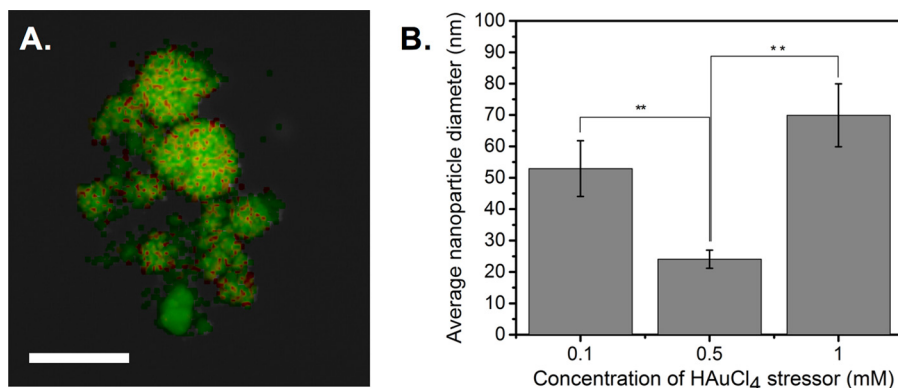 A.
B.
Average nanoparticle diameter (nm)
100
90
80
70
60
50
40
30
20
10
0
**
* *
0.1 0.5 1
Concentration of HAuCl₄ stressor (mM)